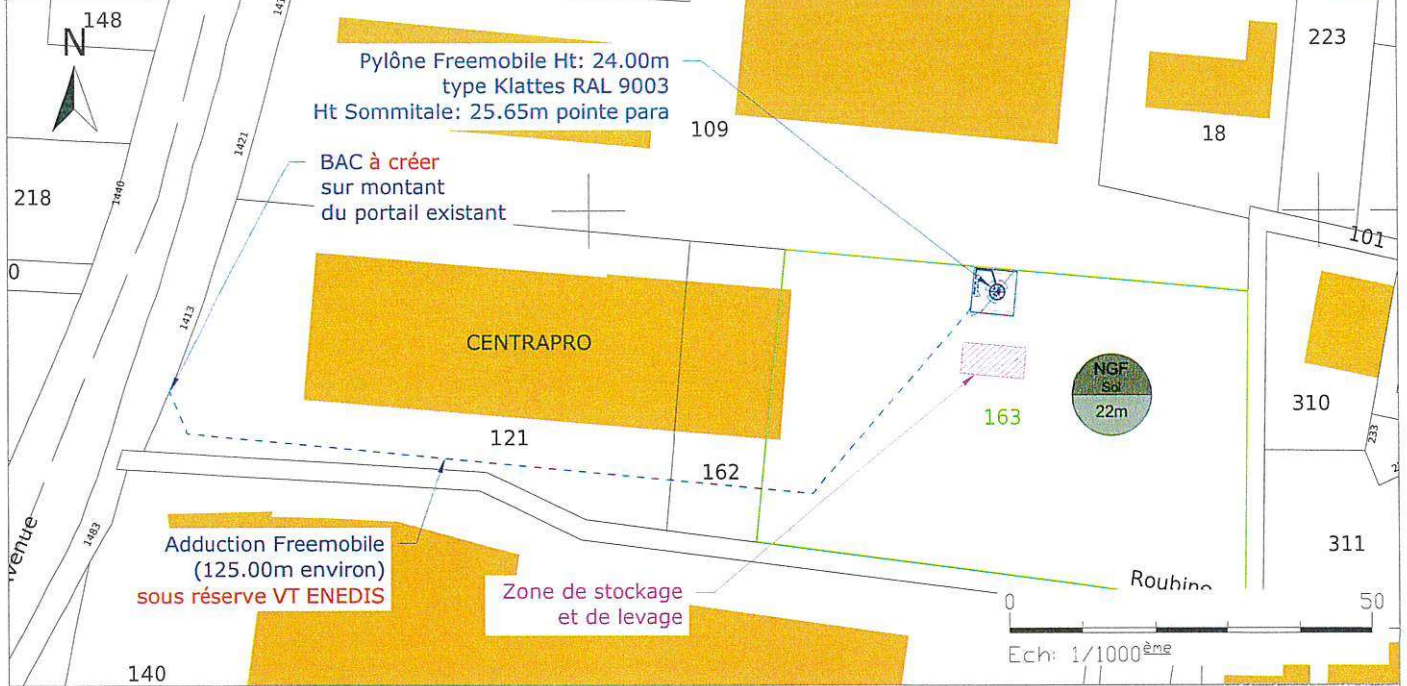 148
N
Pylône Freemobile Ht: 24.00m
type Klattes RAL 9003
Ht Sommitale: 25.65m pointe para
223
109
18
1421
BAC à créer
sur montant
du portail existant
1440
218
101
0
1413
CENTRAPRO
NGF
Sol
22m
163
310
121
162
233
1483
Adduction Freemobile
(125.00m environ)
sous réserve VT ENEDIS
311
Zone de stockage
et de levage
Roubine
0 50
Ech: 1/1000ème
140